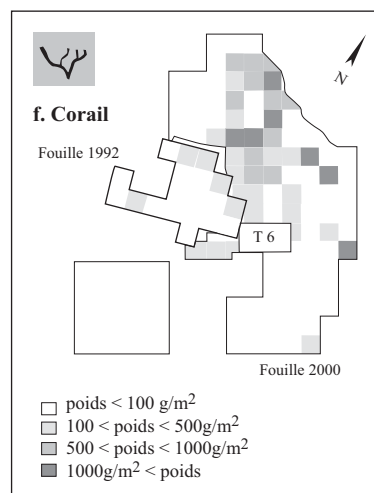 N
f. Corail
Fouille 1992
T 6
Fouille 2000
poids < 100 g/m²
100 < poids < 500g/m²
500 < poids < 1000g/m²
1000g/m² < poids